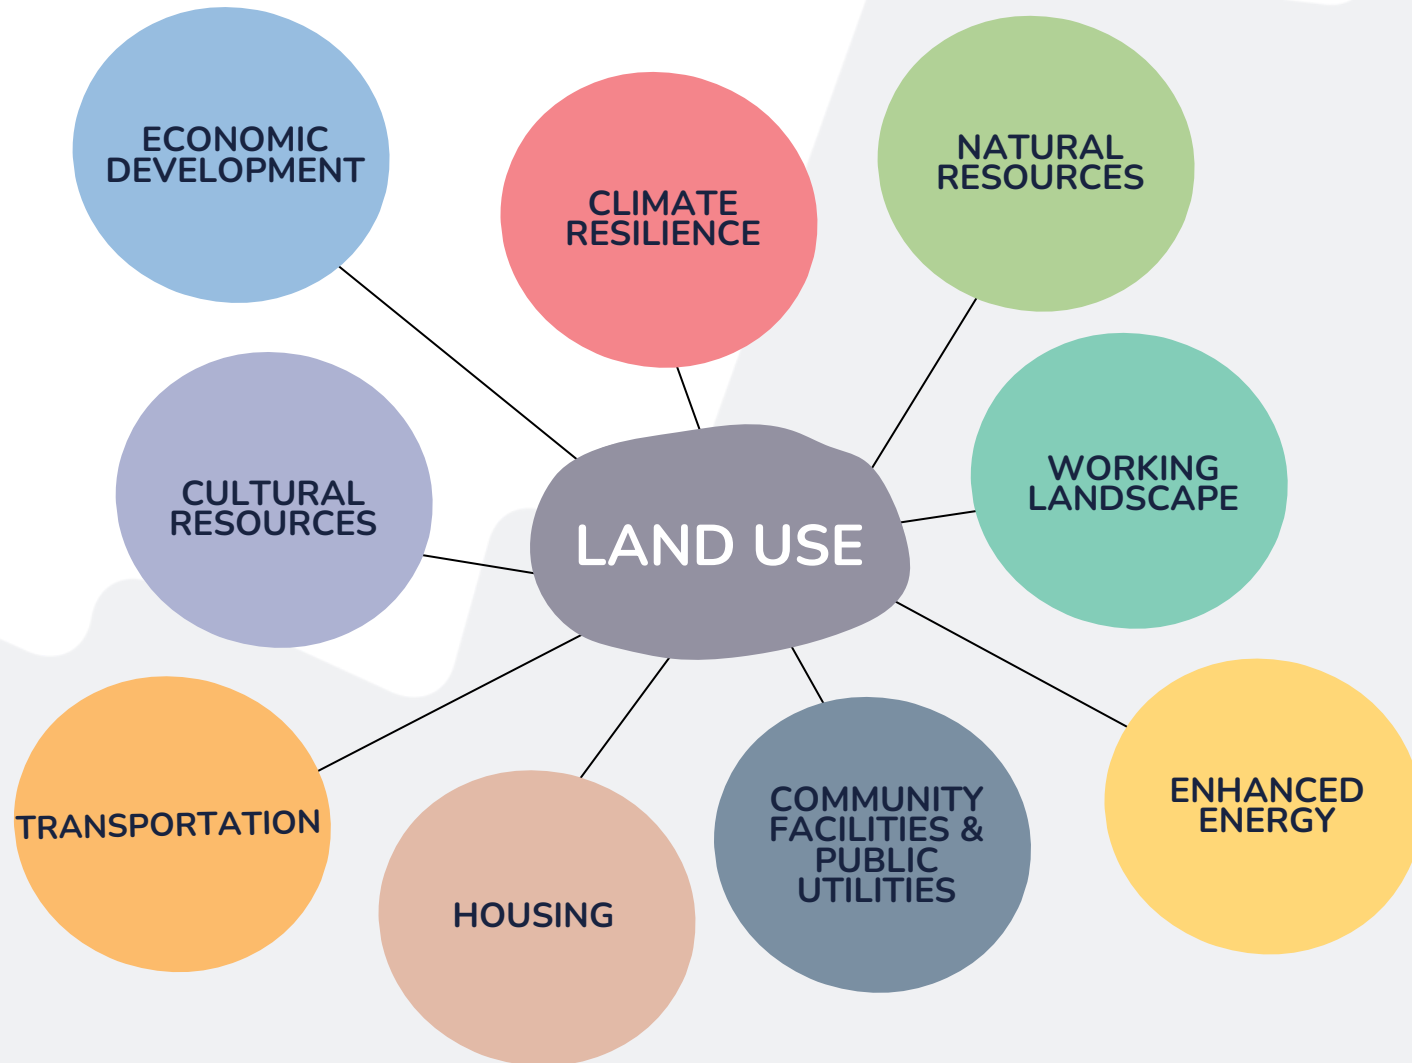 ECONOMIC
DEVELOPMENT
CLIMATE
RESILIENCE
NATURAL
RESOURCES
CULTURAL
RESOURCES
LAND USE
WORKING
LANDSCAPE
TRANSPORTATION
HOUSING
COMMUNITY
FACILITIES &
PUBLIC
UTILITIES
ENHANCED
ENERGY